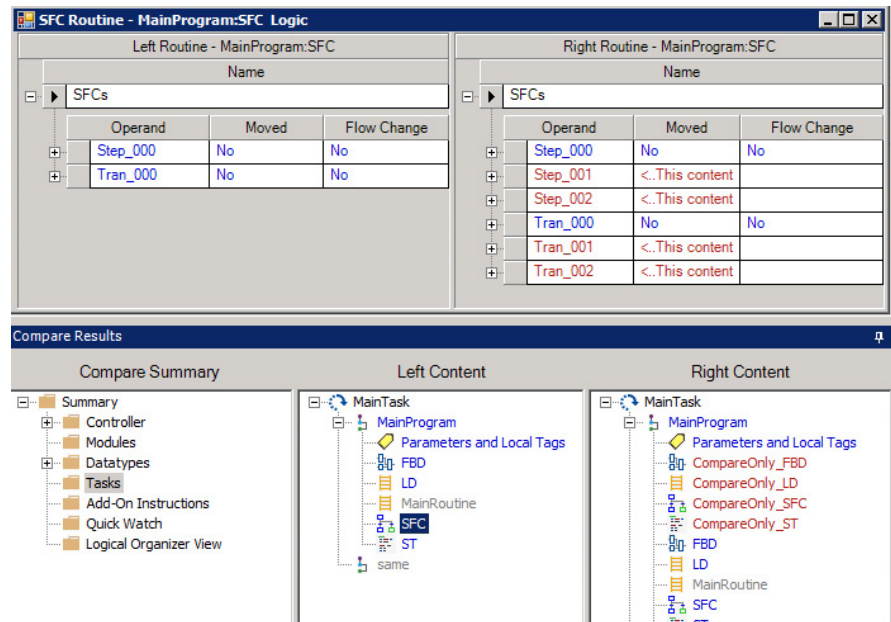 SFC Routine - MainProgram:SFC Logic
Left Routine - MainProgram:SFC
Name
SFCs
Operand Moved Flow Change
Step_000 No No
Tran_000 No No
Right Routine - MainProgram:SFC
Name
SFCs
Operand Moved Flow Change
Step_000 No No
Step_001 <..This content
Step_002 <..This content
Tran_000 No No
Tran_001 <..This content
Tran_002 <..This content
Compare Results
Compare Summary
Summary
Controller
Modules
Datatypes
Tasks
Add-On Instructions
Quick Watch
Logical Organizer View
Left Content
MainTask
MainProgram
Parameters and Local Tags
FBD
LD
MainRoutine
SFC
ST
same
Right Content
MainTask
MainProgram
Parameters and Local Tags
CompareOnly_FBD
CompareOnly_LD
CompareOnly_SFC
CompareOnly_ST
FBD
LD
MainRoutine
SFC